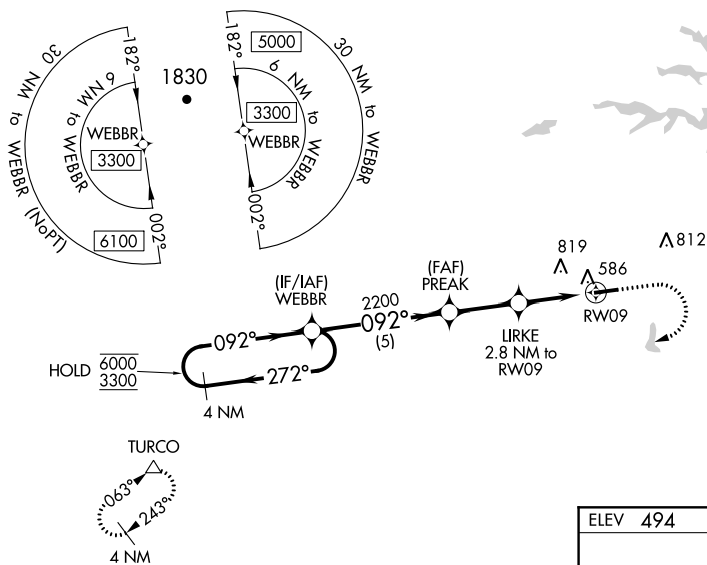 30 NM to WEBBR (NoPT)
6 NM to WEBBR
182°
WEBBR
3300
002°
6100
1830
182°
5000
30 NM to WEBBR
6 NM to WEBBR
3300
WEBBR
002°
819
812
586
RW09
(IF/IAF)
WEBBR
2200
092°
(5)
(FAF)
PREAK
LIRKE
2.8 NM to
RW09
HOLD
6000
3300
092°
272°
4 NM
TURCO
063°
243°
4 NM
ELEV 494